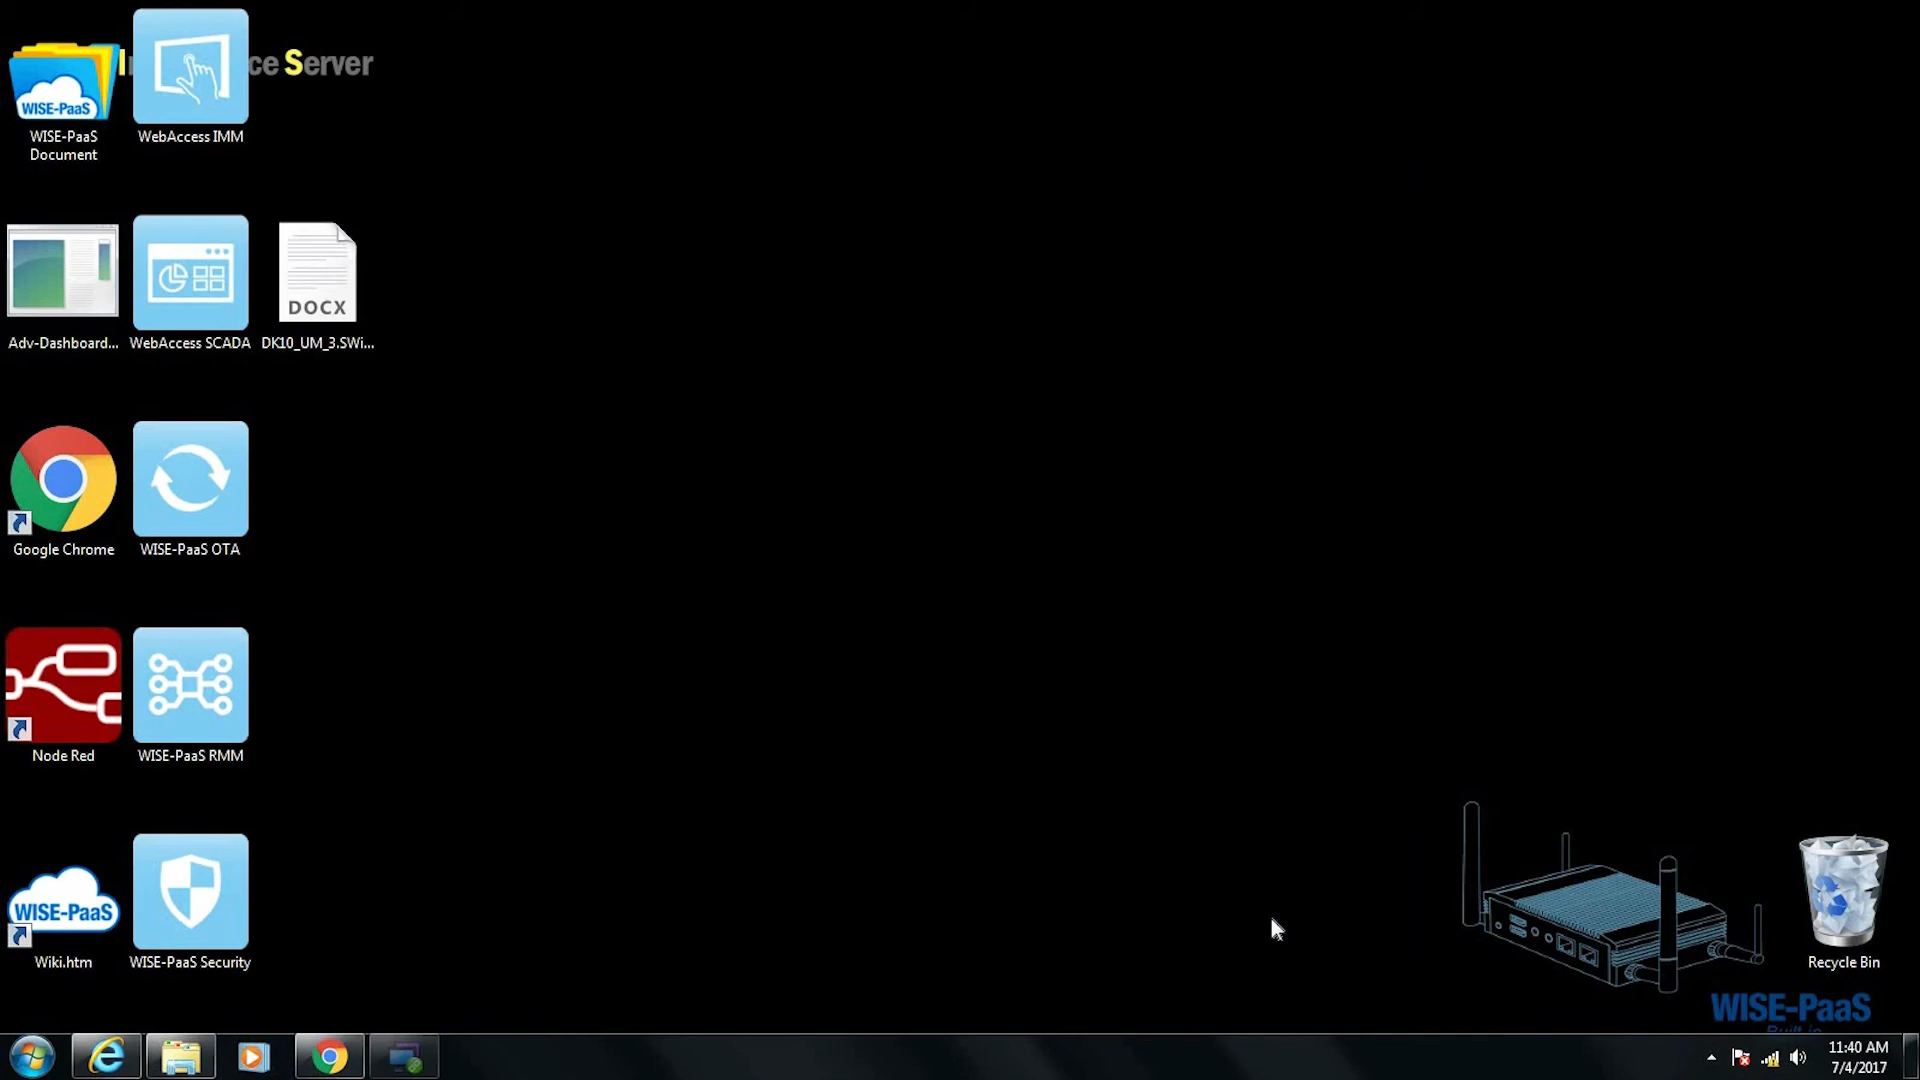 ce Server
WISE-PaaS
WISE-PaaS
Document
WebAccess IMM
DOCX
Adv-Dashboard...
WebAccess SCADA
DK10_UM_3.SWi...
Google Chrome
WISE-PaaS OTA
Node Red
WISE-PaaS RMM
WISE-PaaS
Wiki.htm
WISE-PaaS Security
Recycle Bin
WISE-PaaS
Built-in
11:40 AM
7/4/2017